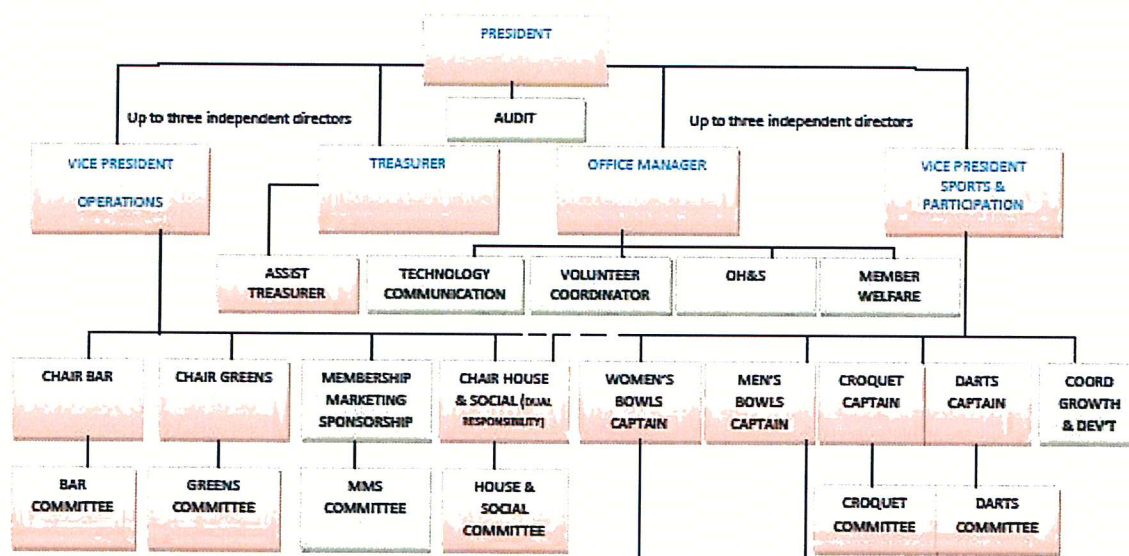 PRESIDENT
AUDIT
Up to three independent directors
Up to three independent directors
VICE PRESIDENT
OPERATIONS
TREASURER
OFFICE MANAGER
VICE PRESIDENT
SPORTS &
PARTICIPATION
ASSIST
TREASURER
TECHNOLOGY
COMMUNICATION
VOLUNTEER
COORDINATOR
OH&S
MEMBER
WELFARE
CHAIR BAR
CHAIR GREENS
MEMBERSHIP
MARKETING
SPONSORSHIP
CHAIR HOUSE
& SOCIAL (DUAL
RESPONSIBILITY)
WOMEN'S
BOWLS
CAPTAIN
MEN'S
BOWLS
CAPTAIN
CROQUET
CAPTAIN
DARTS
CAPTAIN
COORD
GROWTH
& DEV'T
BAR
COMMITTEE
GREENS
COMMITTEE
MMS
COMMITTEE
HOUSE &
SOCIAL
COMMITTEE
CROQUET
COMMITTEE
DARTS
COMMITTEE